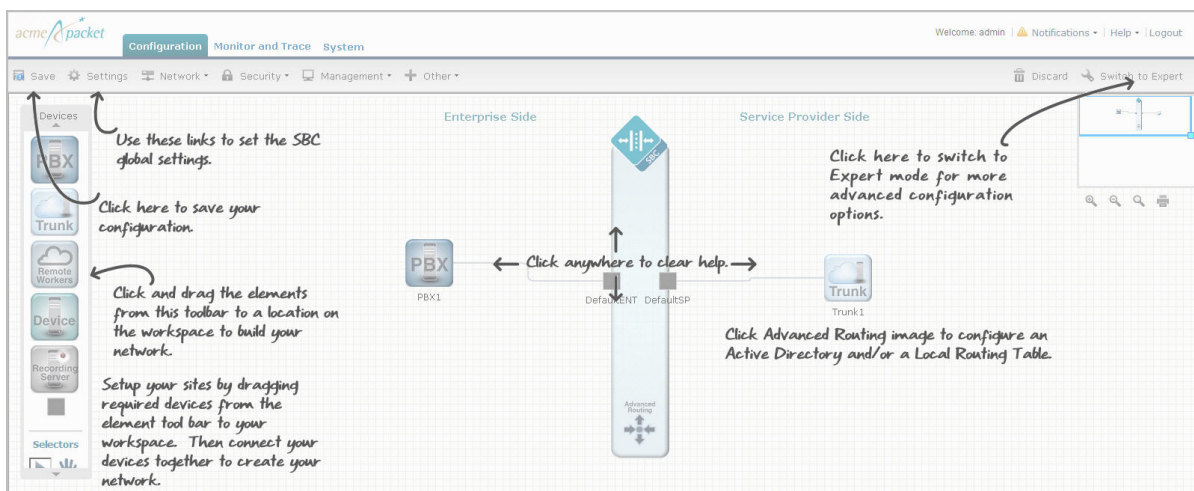 acme packet
Configuration Monitor and Trace System
Welcome: admin Notifications Help Logout
Save Settings Network Security Management Other
Discard Switch to Expert
Devices
PBX
Trunk
Remote
Workers
Device
Recording
Server
Selectors
Use these links to set the SBC
global settings.
Click here to save your
configuration.
Click and drag the elements
from this toolbar to a location on
the workspace to build your
network.
Setup your sites by dragging
required devices from the
element tool bar to your
workspace. Then connect your
devices together to create your
network.
Enterprise Side
Service Provider Side
SBC
Click here to switch to
Expert mode for more
advanced configuration
options.
PBX
PBX1
Click anywhere to clear help.
DefaultENT DefaultSP
Trunk
Trunk1
Click Advanced Routing image to configure an
Active Directory and/or a Local Routing Table.
Advanced
Routing